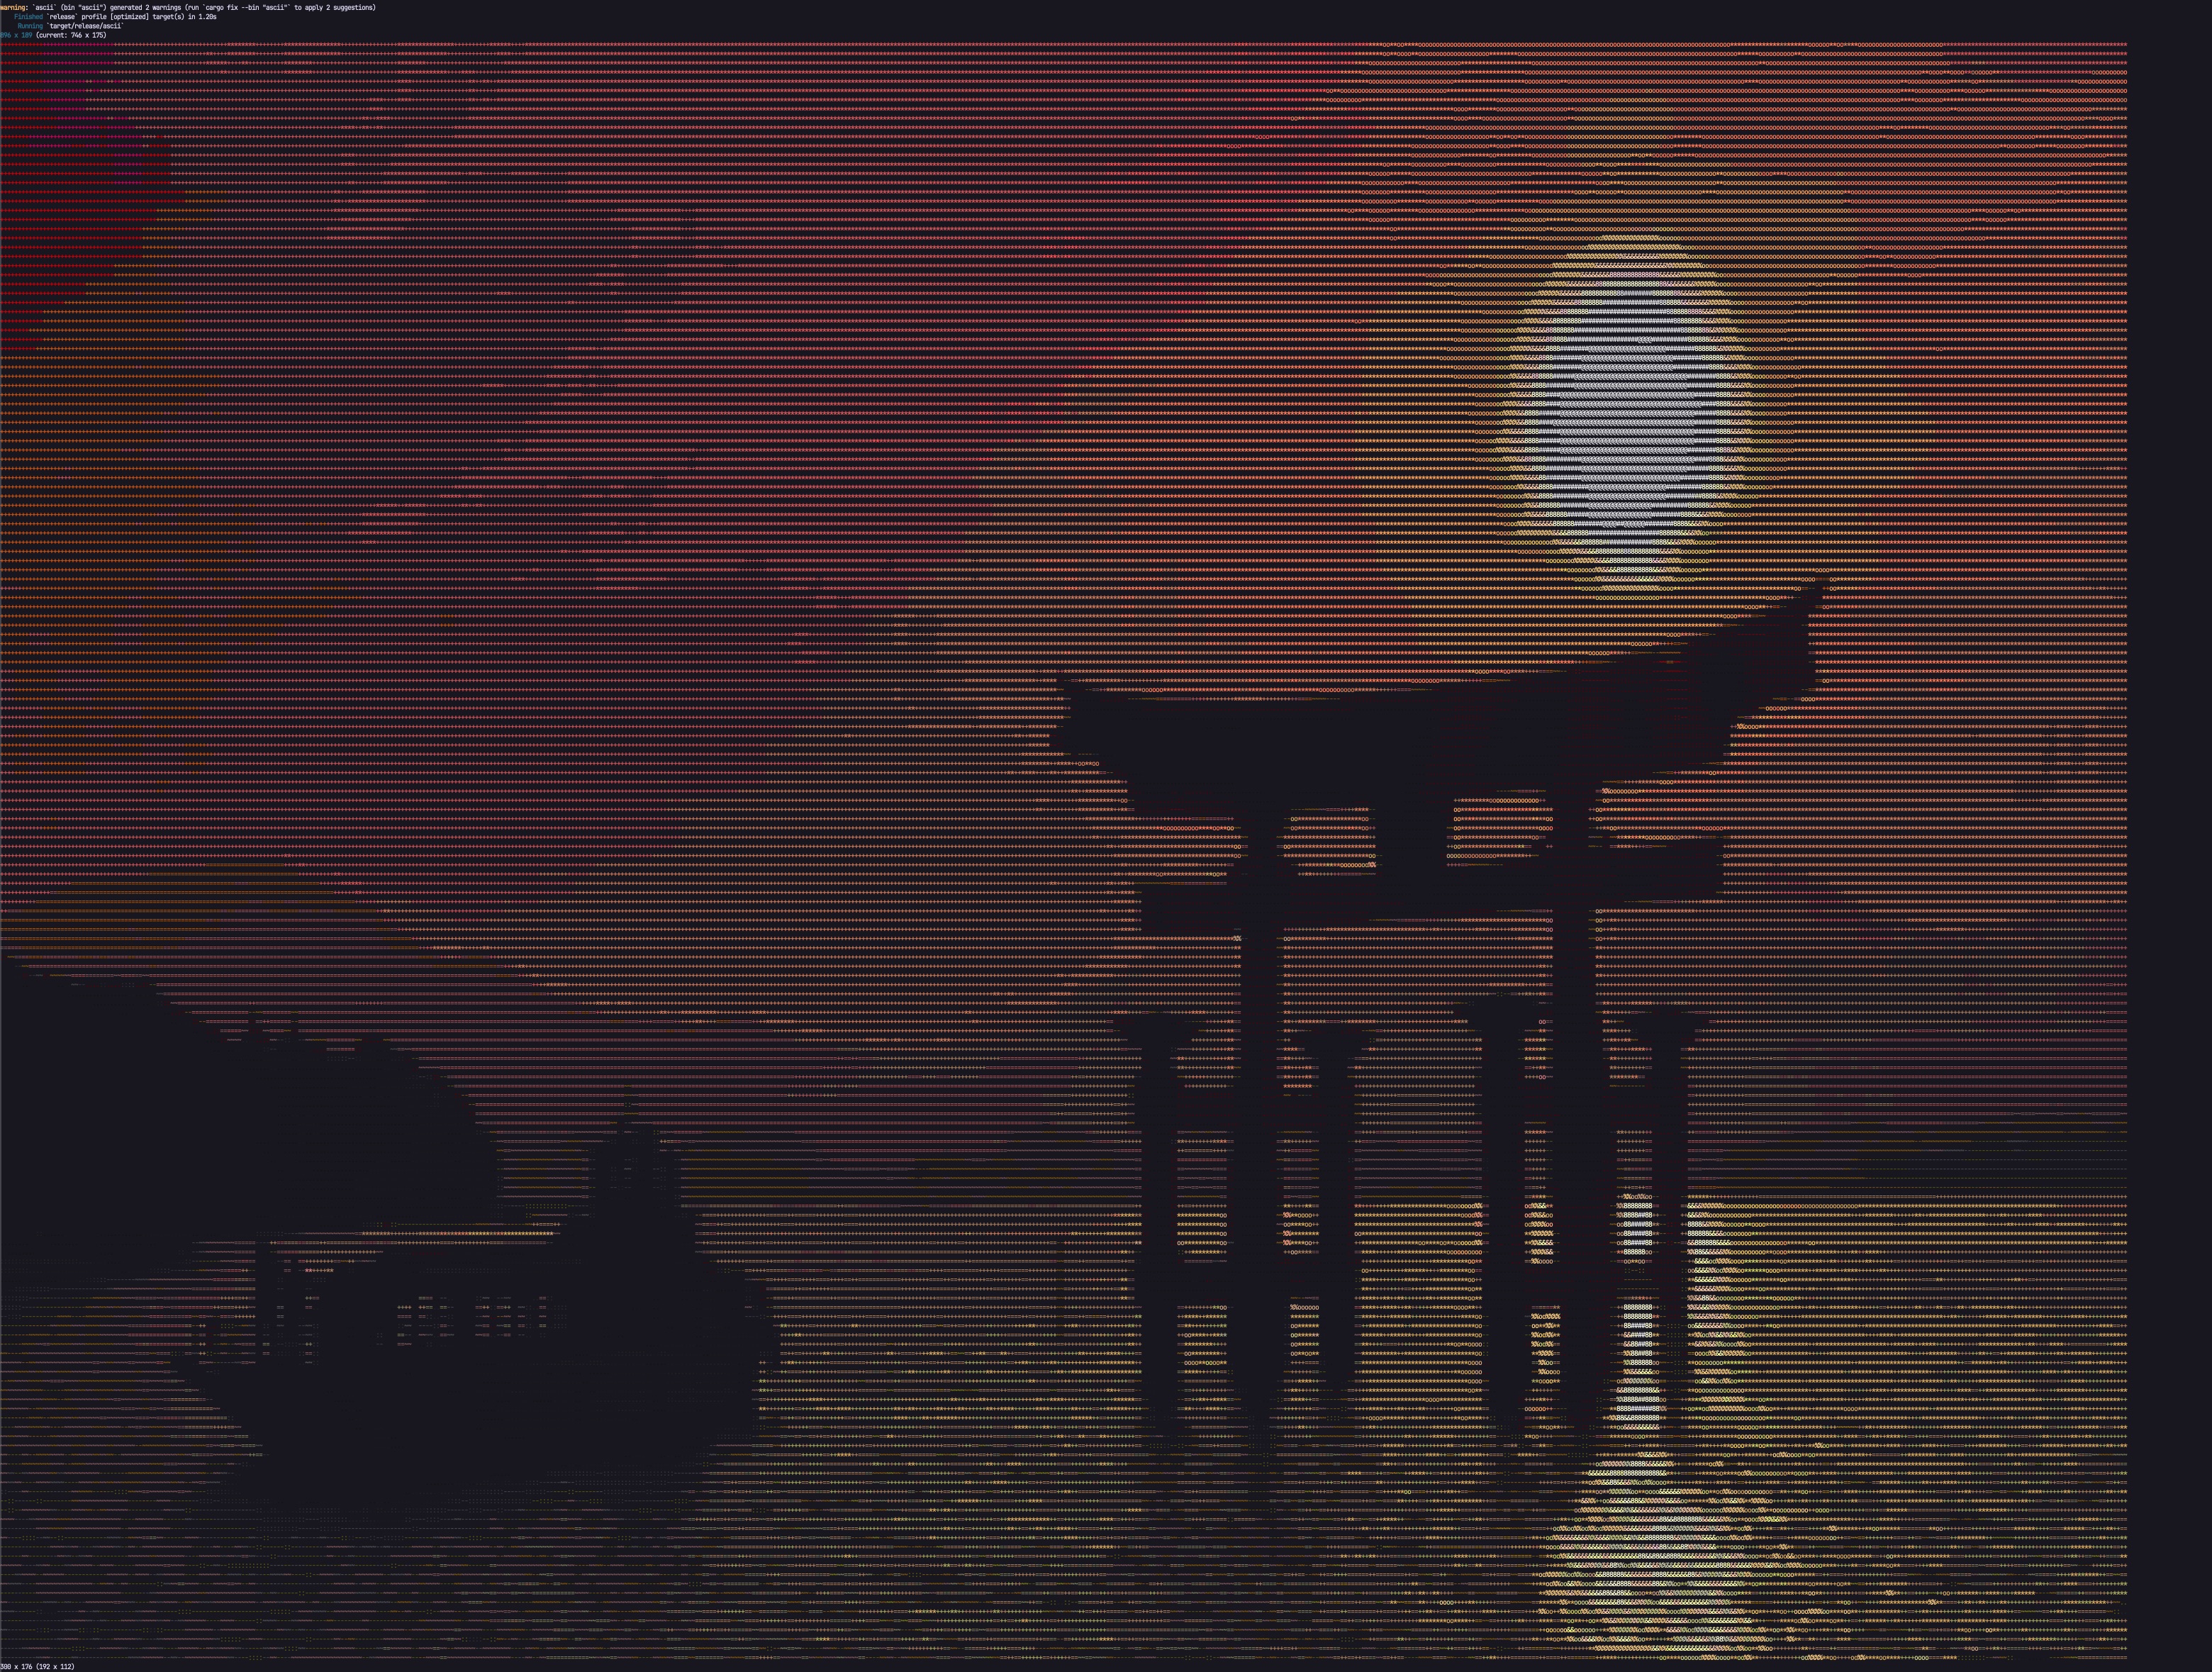 warning: `ascii` (bin "ascii") generated 2 warnings (run `cargo fix --bin "ascii"` to apply 2 suggestions)
Finished `release` profile [optimized] target(s) in 1.20s
Running `target/release/ascii`
896 x 189 (current: 746 x 175)
300 x 176 (192 x 112)